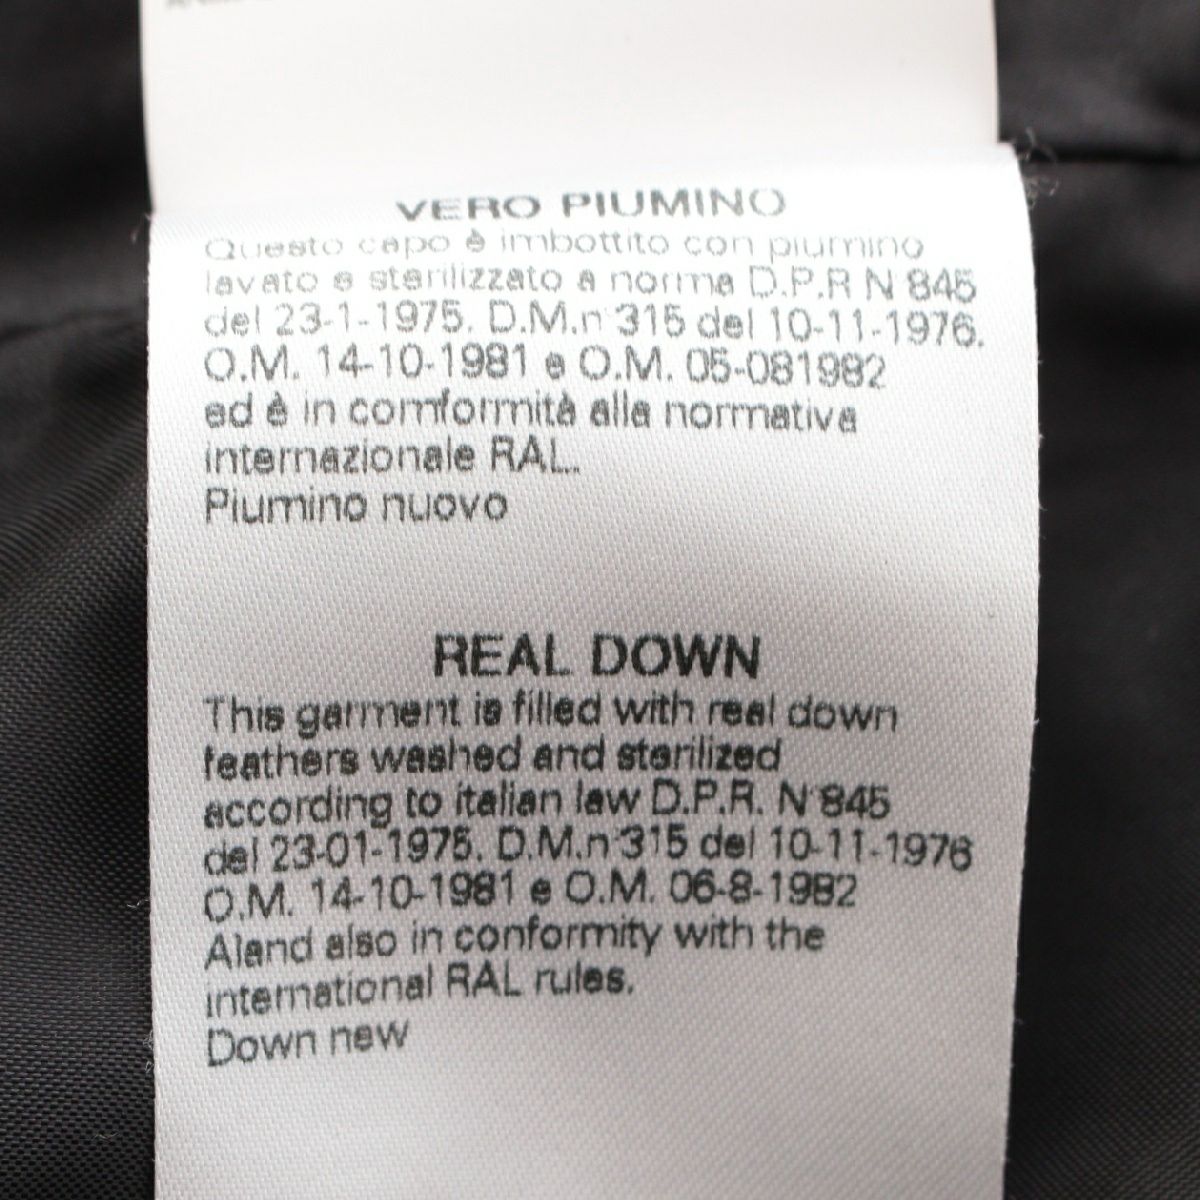 VERO PIUMINO
Questo capo è imbottito con piumino
lavato e sterilizzato a norma D.P.R N°845
del 23-1-1975. D.M.n°315 del 10-11-1976.
O.M. 14-10-1981 e O.M. 05-081982
ed è in comformità alla normativa
internazionale RAL.
Piumino nuovo
REAL DOWN
This garment is filled with real down
feathers washed and sterilized
according to italian law D.P.R. N°845
del 23-01-1975. D.M.n°315 del 10-11-1976
O.M. 14-10-1981 e O.M. 06-8-1982
Aland also in conformity with the
international RAL rules.
Down new